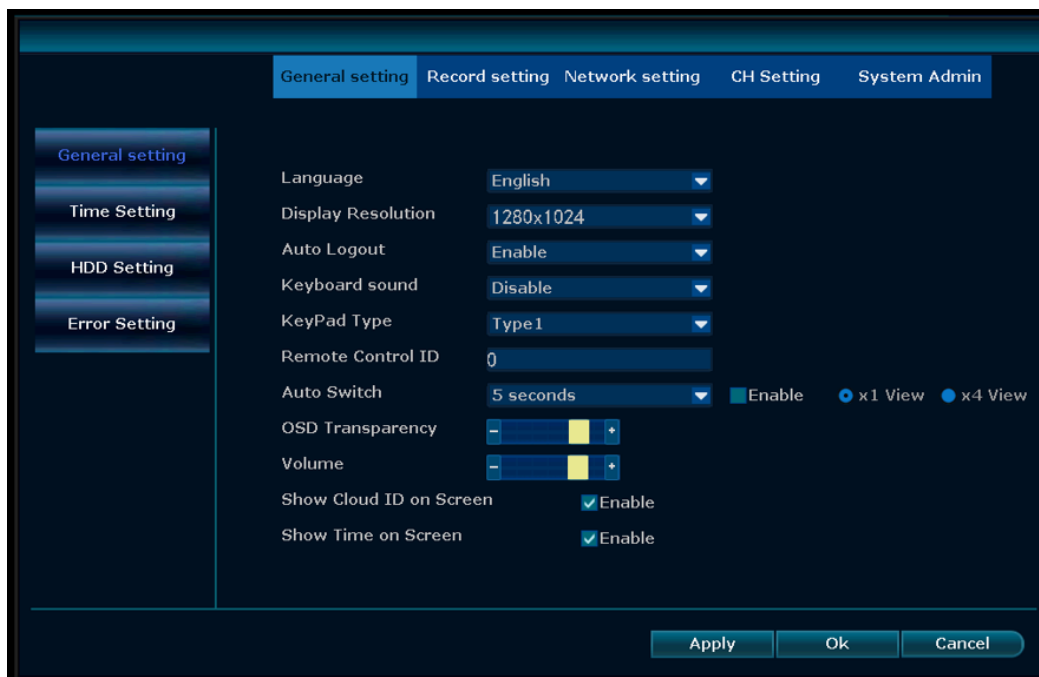 General setting Record setting Network setting CH Setting System Admin
General setting
Time Setting
HDD Setting
Error Setting
Language English
Display Resolution 1280x1024
Auto Logout Enable
Keyboard sound Disable
KeyPad Type Type1
Remote Control ID 0
Auto Switch 5 seconds Enable x1 View x4 View
OSD Transparency - +
Volume - +
Show Cloud ID on Screen Enable
Show Time on Screen Enable
Apply Ok Cancel